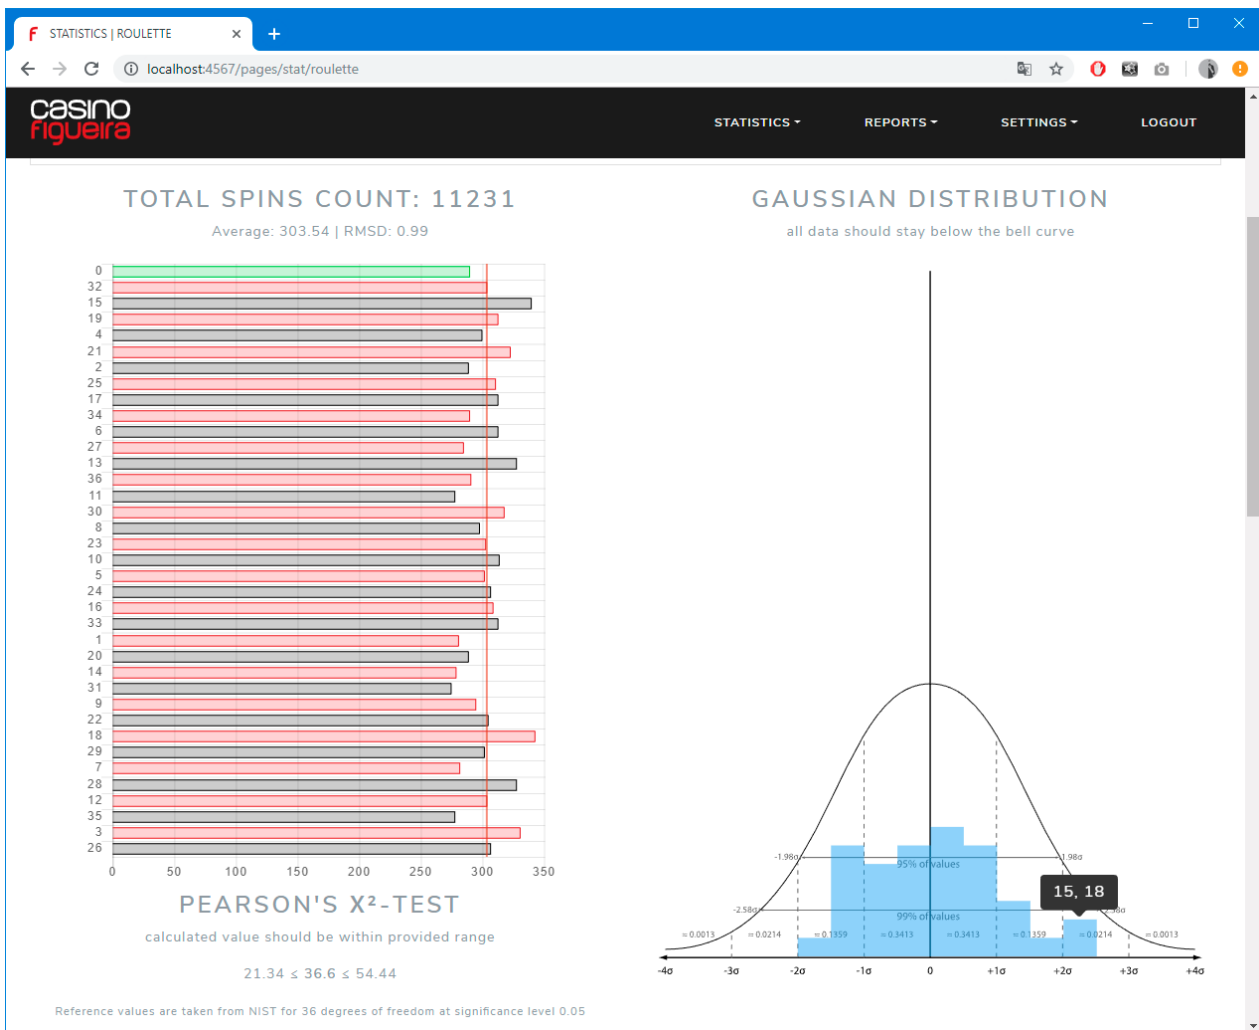 STATISTICS | ROULETTE
localhost:4567/pages/stat/roulette
casino
figueira
STATISTICS
REPORTS
SETTINGS
LOGOUT
TOTAL SPINS COUNT: 11231
Average: 303.54 | RMSD: 0.99
0
32
15
19
4
21
2
25
17
34
6
27
13
36
11
30
8
23
10
5
24
16
33
1
20
14
31
9
22
18
29
7
28
12
35
3
26
0 50 100 150 200 250 300 350
PEARSON'S X²-TEST
calculated value should be within provided range
21.34 ≤ 36.6 ≤ 54.44
Reference values are taken from NIST for 36 degrees of freedom at significance level 0.05
GAUSSIAN DISTRIBUTION
all data should stay below the bell curve
-1.98σ 95% of values 1.98σ
15, 18
-2.58σ 99% of values
≈ 0.0013 ≈ 0.0214 ≈ 0.1359 ≈ 0.3413 ≈ 0.3413 ≈ 0.1359 ≈ 0.0214 ≈ 0.0013
-4σ -3σ -2σ -1σ 0 +1σ +2σ +3σ +4σ